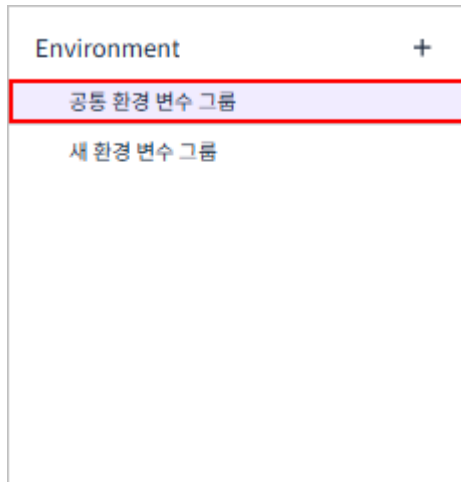 Environment +
공통 환경 변수 그룹
새 환경 변수 그룹